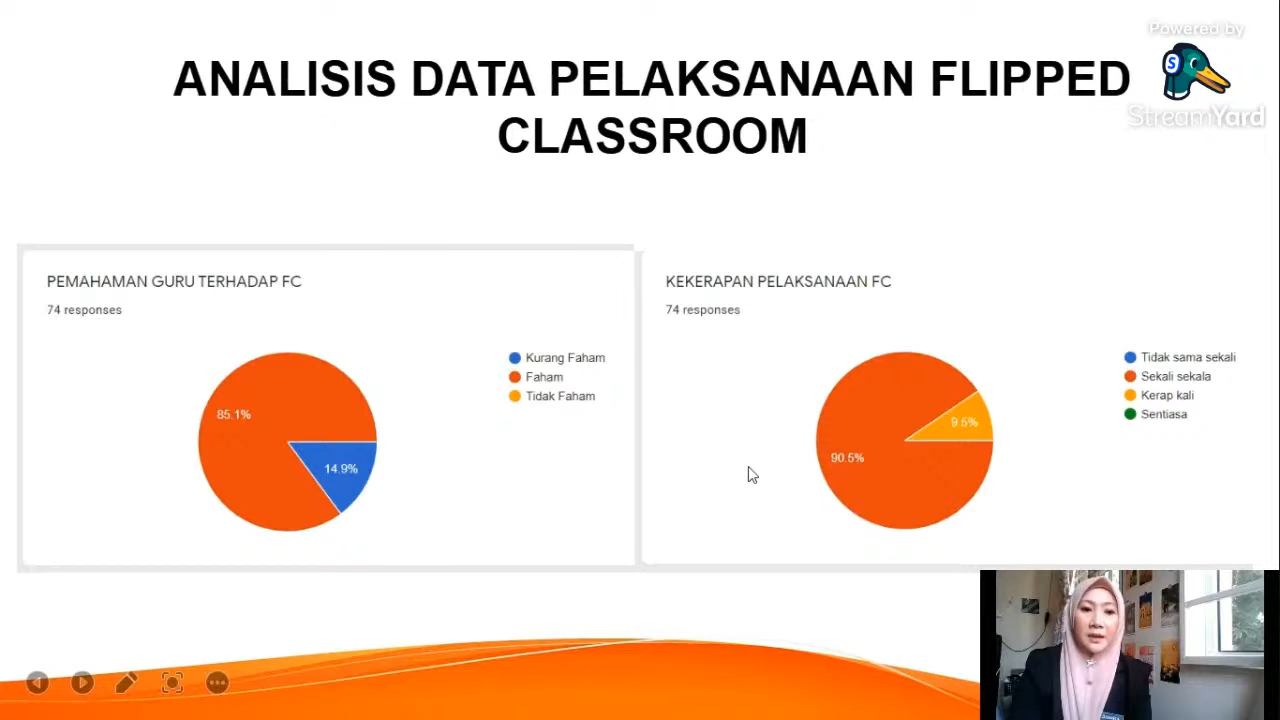 Powered by
StreamYard
ANALISIS DATA PELAKSANAAN FLIPPED
CLASSROOM
PEMAHAMAN GURU TERHADAP FC
74 responses
85.1%
14.9%
Kurang Faham
Faham
Tidak Faham
KEKERAPAN PELAKSANAAN FC
74 responses
90.5%
9.5%
Tidak sama sekali
Sekali sekala
Kerap kali
Sentiasa